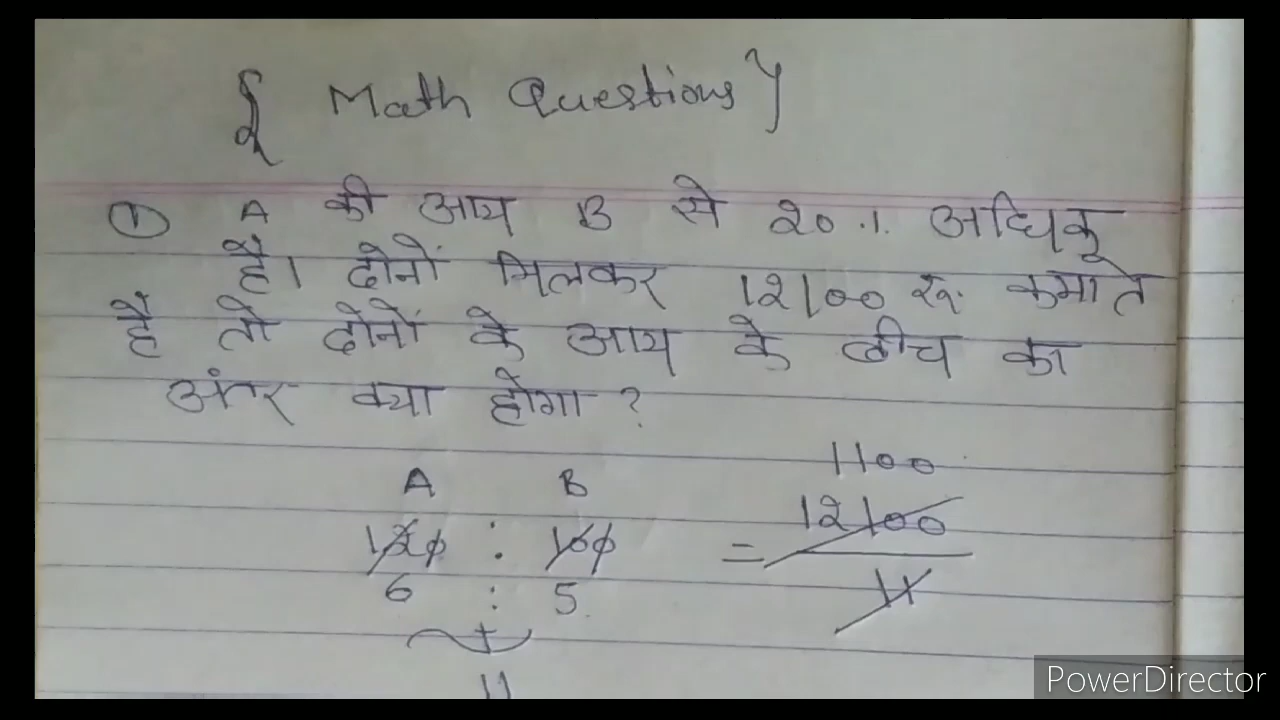 { Math Questions }
① A की आय B से 20%. अधिक
है। दोनों मिलकर 12100 रू. कमाते
है तो दोनों के आय के बीच का
अंतर क्या होगा ?
1100
A B
120 : 100 = 12100
11
6 : 5
+
11
PowerDirector